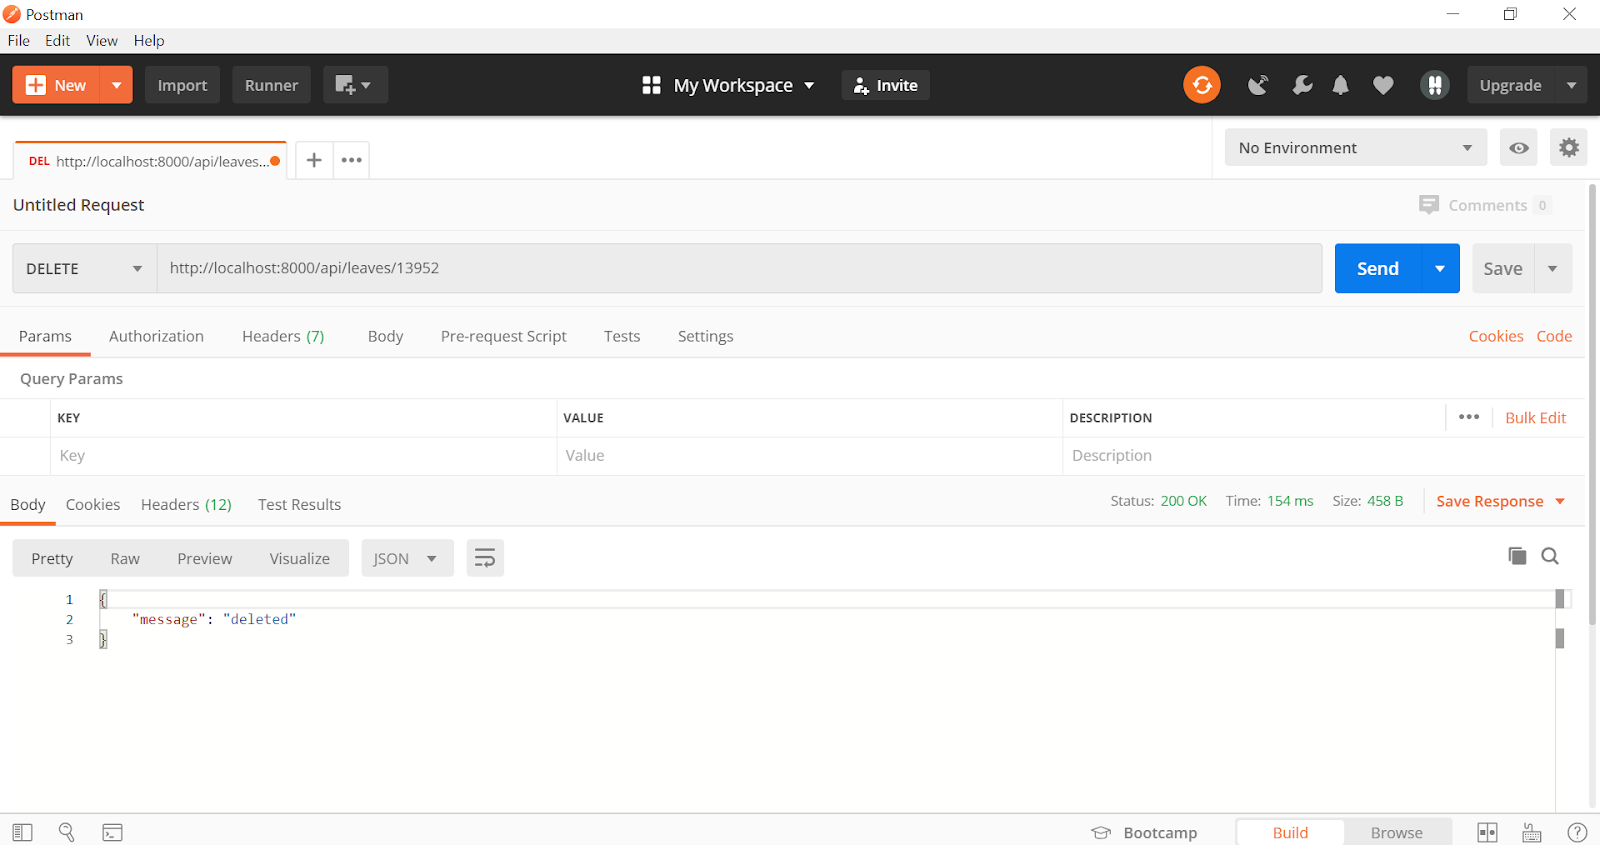 Postman
File Edit View Help
New Import Runner My Workspace Invite Upgrade
DEL http://localhost:8000/api/leaves... No Environment
Untitled Request Comments 0
DELETE http://localhost:8000/api/leaves/13952 Send Save
Params Authorization Headers (7) Body Pre-request Script Tests Settings Cookies Code
Query Params
KEY VALUE DESCRIPTION Bulk Edit
Key Value Description
Body Cookies Headers (12) Test Results Status: 200 OK Time: 154 ms Size: 458 B Save Response
Pretty Raw Preview Visualize JSON
1 {
2 "message": "deleted"
3 }
Bootcamp Build Browse